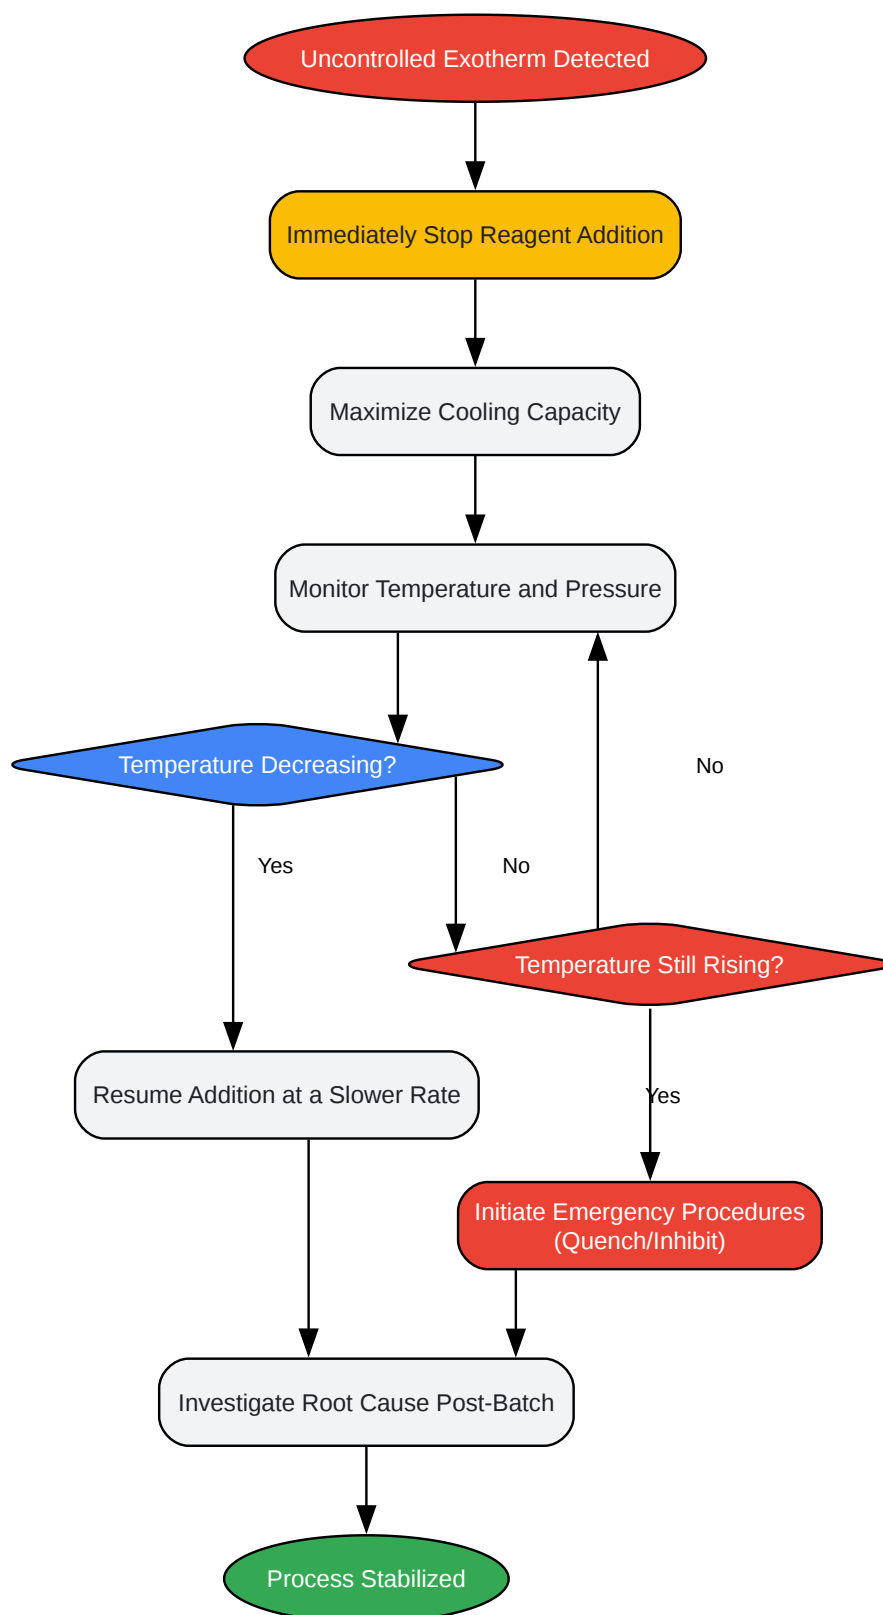 Uncontrolled Exotherm Detected
Immediately Stop Reagent Addition
Maximize Cooling Capacity
Monitor Temperature and Pressure
Temperature Decreasing?
No
Yes
No
Temperature Still Rising?
Resume Addition at a Slower Rate
Yes
Initiate Emergency Procedures
(Quench/Inhibit)
Investigate Root Cause Post-Batch
Process Stabilized